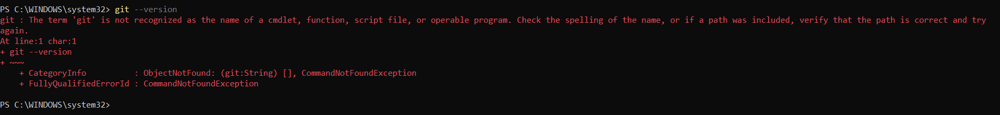 PS C:\WINDOWS\system32> git --version
git : The term 'git' is not recognized as the name of a cmdlet, function, script file, or operable program. Check the spelling of the name, or if a path was included, verify that the path is correct and try
again.
At line:1 char:1
+ git --version
+ ~~~
    + CategoryInfo          : ObjectNotFound: (git:String) [], CommandNotFoundException
    + FullyQualifiedErrorId : CommandNotFoundException

PS C:\WINDOWS\system32>